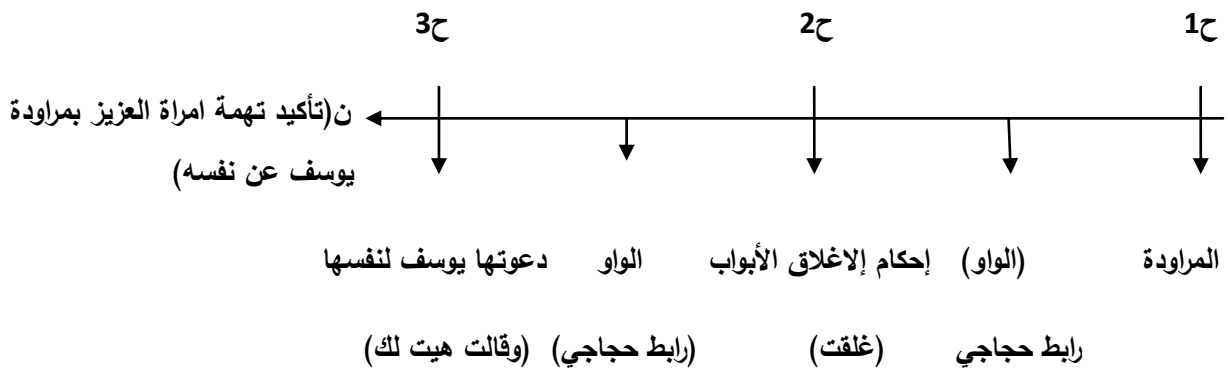 ح1 ح2 ح3
ن(تأكيد تهمة امراة العزيز بمراودة
يوسف عن نفسه)
المراودة (الواو) إحكام إلاغلاق الأبواب الواو دعوتها يوسف لنفسها
رابط حجاجي (غلقت) (رابط حجاجي) (وقالت هيت لك)